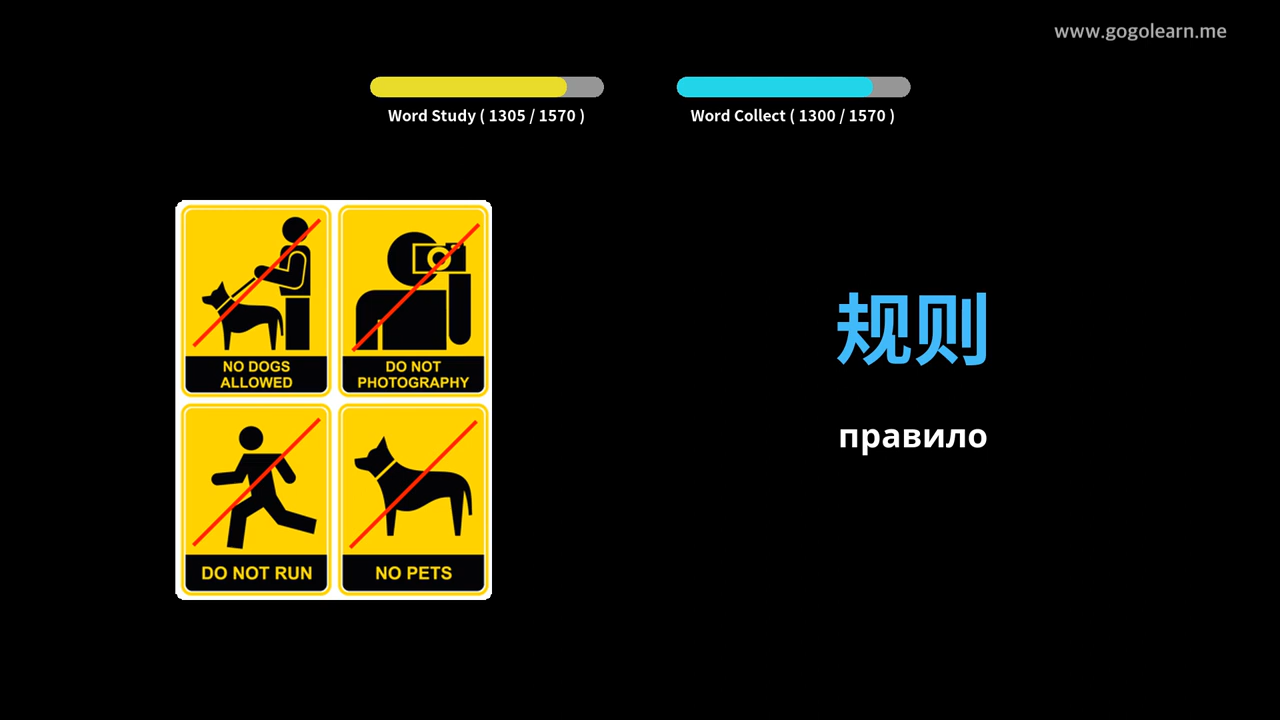 www.gogolearn.me
Word Study ( 1305 / 1570 )
Word Collect ( 1300 / 1570 )
NO DOGS
ALLOWED
DO NOT
PHOTOGRAPHY
DO NOT RUN
NO PETS
规则
правило